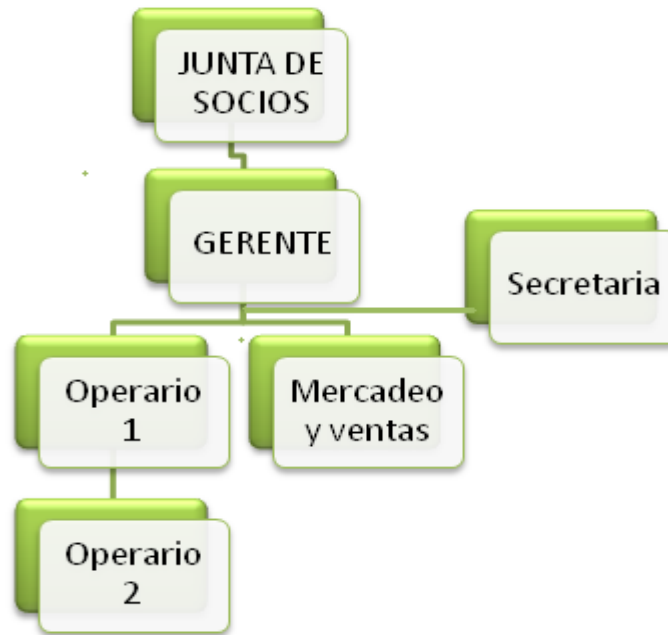 JUNTA DE
SOCIOS
GERENTE
Secretaria
Operario
1
Mercadeo
y ventas
Operario
2